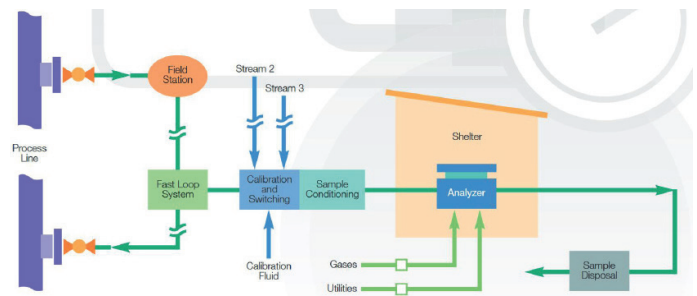 Field
Station
Stream 2
Stream 3
Shelter
Process
Line
Fast Loop
System
Calibration
and
Switching
Sample
Conditioning
Analyzer
Calibration
Fluid
Gases
Utilities
Sample
Disposal